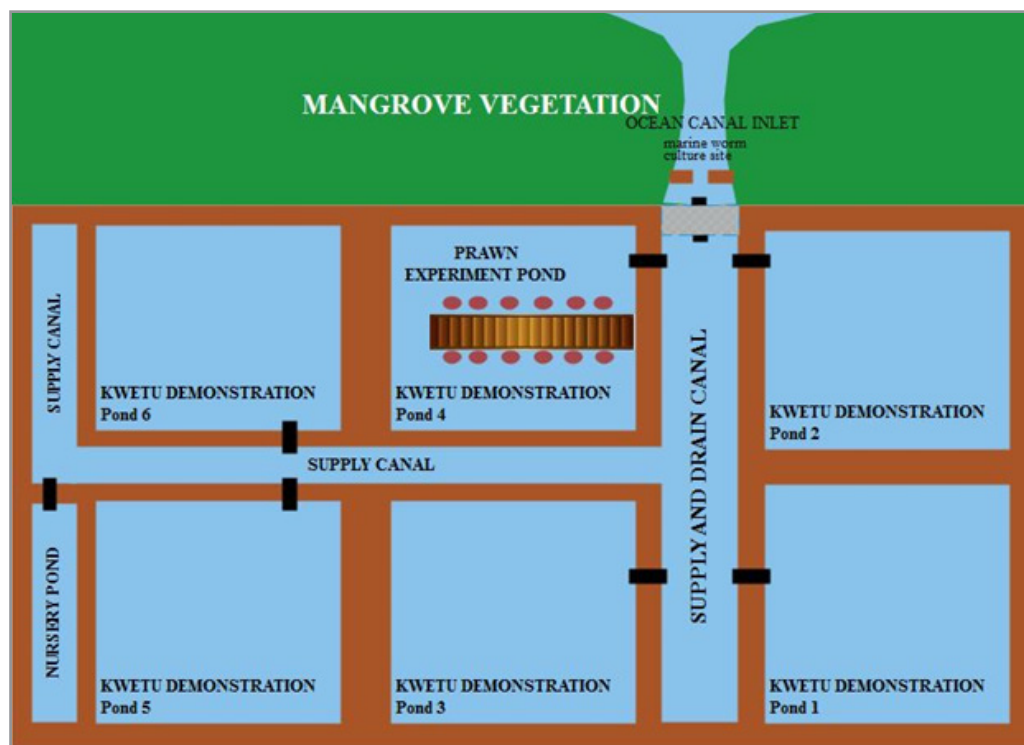 MANGROVE VEGETATION
OCEAN CANAL INLET
marine worm
culture site
PRAWN
EXPERIMENT POND
SUPPLY CANAL
KWETU DEMONSTRATION
Pond 6
KWETU DEMONSTRATION
Pond 4
SUPPLY AND DRAIN CANAL
KWETU DEMONSTRATION
Pond 2
SUPPLY CANAL
NURSERY POND
KWETU DEMONSTRATION
Pond 5
KWETU DEMONSTRATION
Pond 3
KWETU DEMONSTRATION
Pond 1